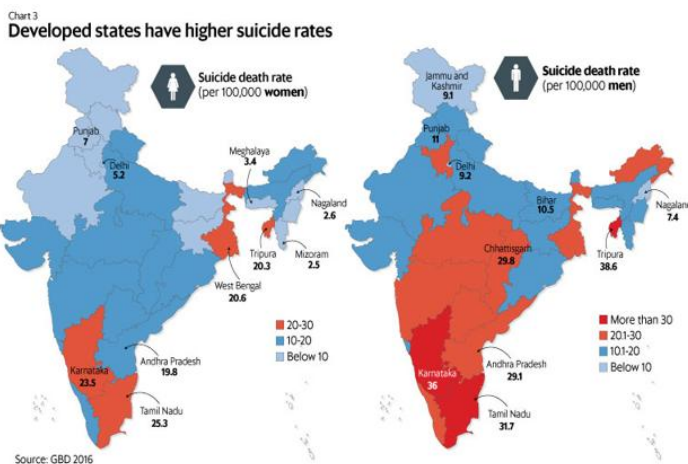 Chart 3
Developed states have higher suicide rates
Suicide death rate
(per 100,000 women)
Punjab
7
Delhi
5.2
Meghalaya
3.4
Nagaland
2.6
Tripura
20.3
Mizoram
2.5
West Bengal
20.6
20-30
10-20
Below 10
Andhra Pradesh
19.8
Karnataka
23.5
Tamil Nadu
25.3
Suicide death rate
(per 100,000 men)
Jammu and
Kashmir
9.1
Punjab
11
Delhi
9.2
Bihar
10.5
Nagaland
7.4
Chhattisgarh
29.8
Tripura
38.6
More than 30
20.1-30
10.1-20
Below 10
Andhra Pradesh
29.1
Karnataka
36
Tamil Nadu
31.7
Source: GBD 2016